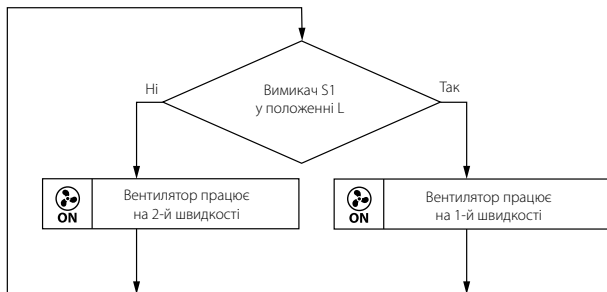 Вимикач S1
у положенні L
Ні
Так
ON
Вентилятор працює
на 2-й швидкості
ON
Вентилятор працює
на 1-й швидкості